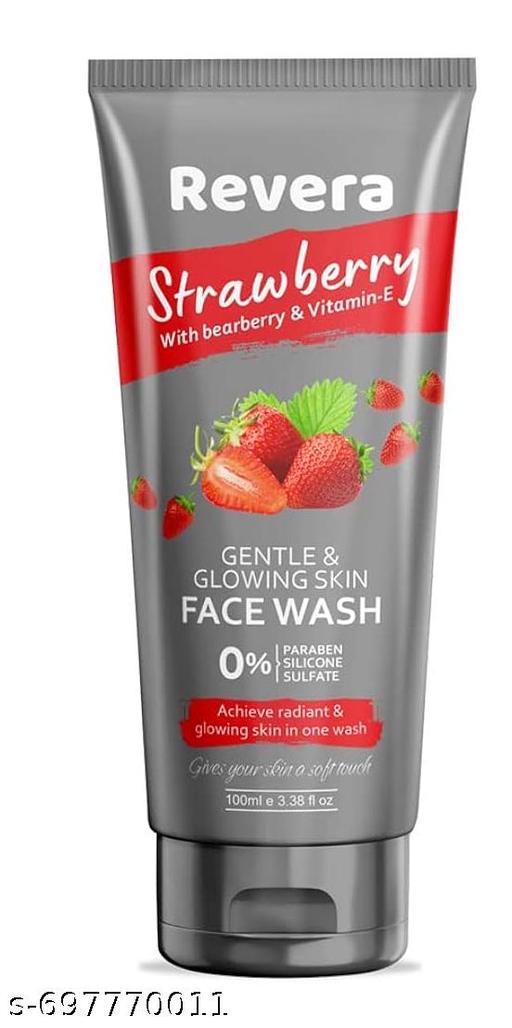 Revera
Strawberry
With bearberry & Vitamin-E
GENTLE &
GLOWING SKIN
FACE WASH
0% PARABEN
SILICONE
SULFATE
Achieve radiant &
glowing skin in one wash
Gives your skin a soft touch
100ml e 3.38 fl oz
s-697770011